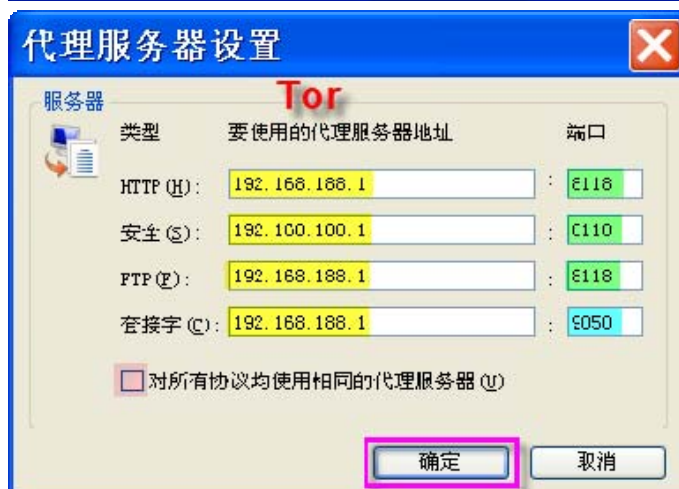 代理服务器设置
Tor
服务器
类型 要使用的代理服务器地址 端口
HTTP(H): 192.168.188.1 : 8118
安全(S): 192.100.100.1 : 0110
FTP(F): 192.168.188.1 : 8118
套接字(C): 192.168.188.1 : 9050
对所有协议均使用相同的代理服务器(U)
确定 取消